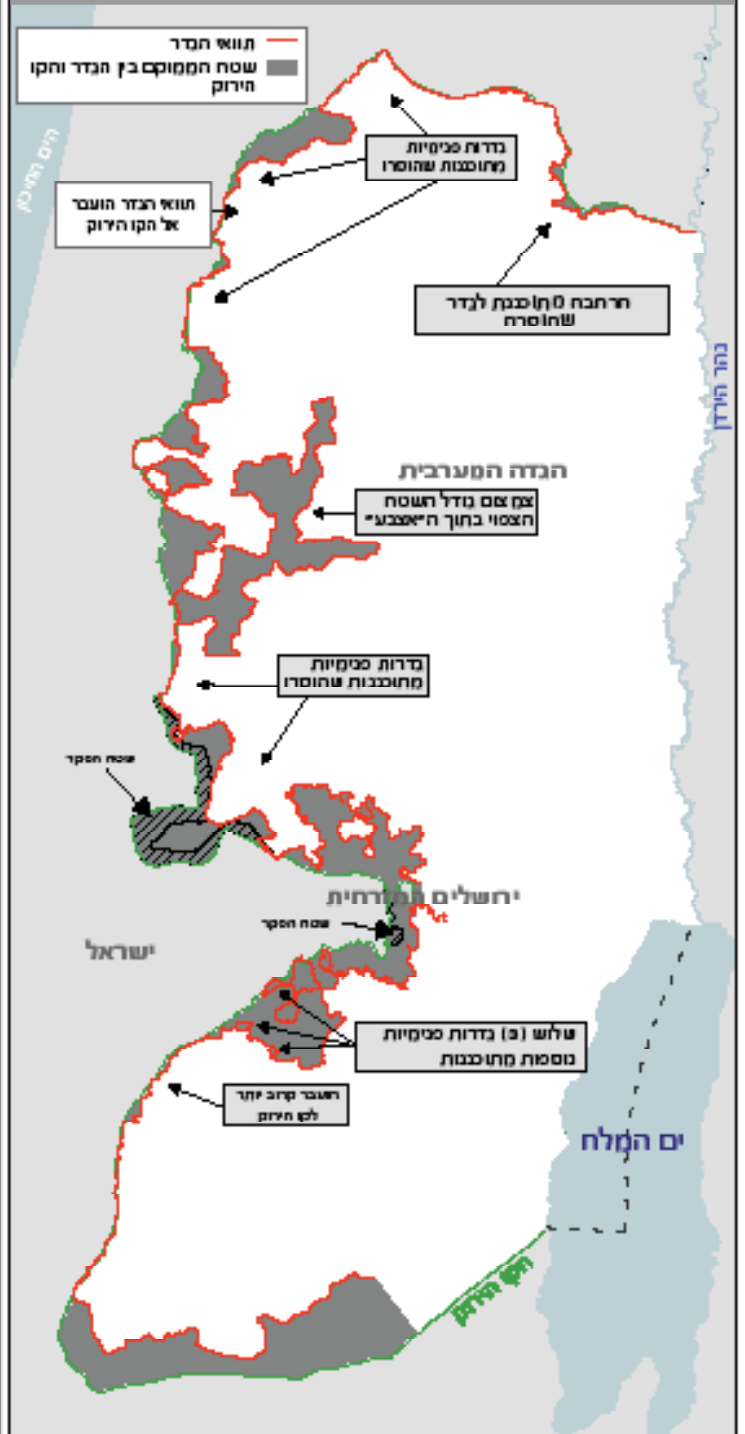 תוואי הגדר
שטח הממוקם בין הגדר והקו
הירוק
הים התיכון
גדרות פנימיות
מתוכננות שהוסרו
תוואי הגדר הועבר
אל הקו הירוק
הרחבה מתוכננת לגדר
שהוסרה
נהר הירדן
הגדה המערבית
צמצום גודל השטח
הצפוי בתוך ה"אצבע"
גדרות פנימיות
מתוכננות שהוסרו
שטח הפקר
ירושלים המזרחית
שטח הפקר
ישראל
שלוש (3) גדרות פנימיות
נוספות מתוכננות
הועבר קרוב יותר
לקו הירוק
ים המלח
הקו הירוק